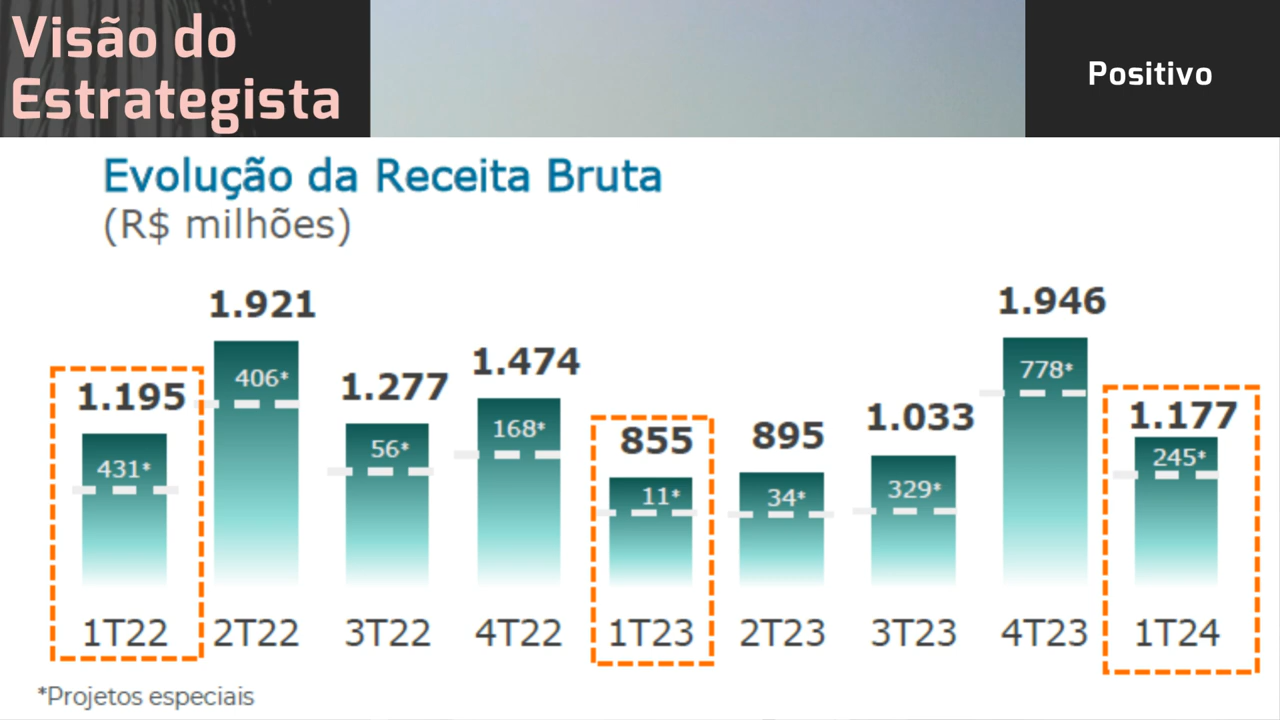 Visão do
Estrategista
Positivo
Evolução da Receita Bruta
(R$ milhões)
1.195
1.921
1.277
1.474
855
895
1.033
1.946
1.177
431*
406*
56*
168*
11*
34*
329*
778*
245*
1T22
2T22
3T22
4T22
1T23
2T23
3T23
4T23
1T24
*Projetos especiais